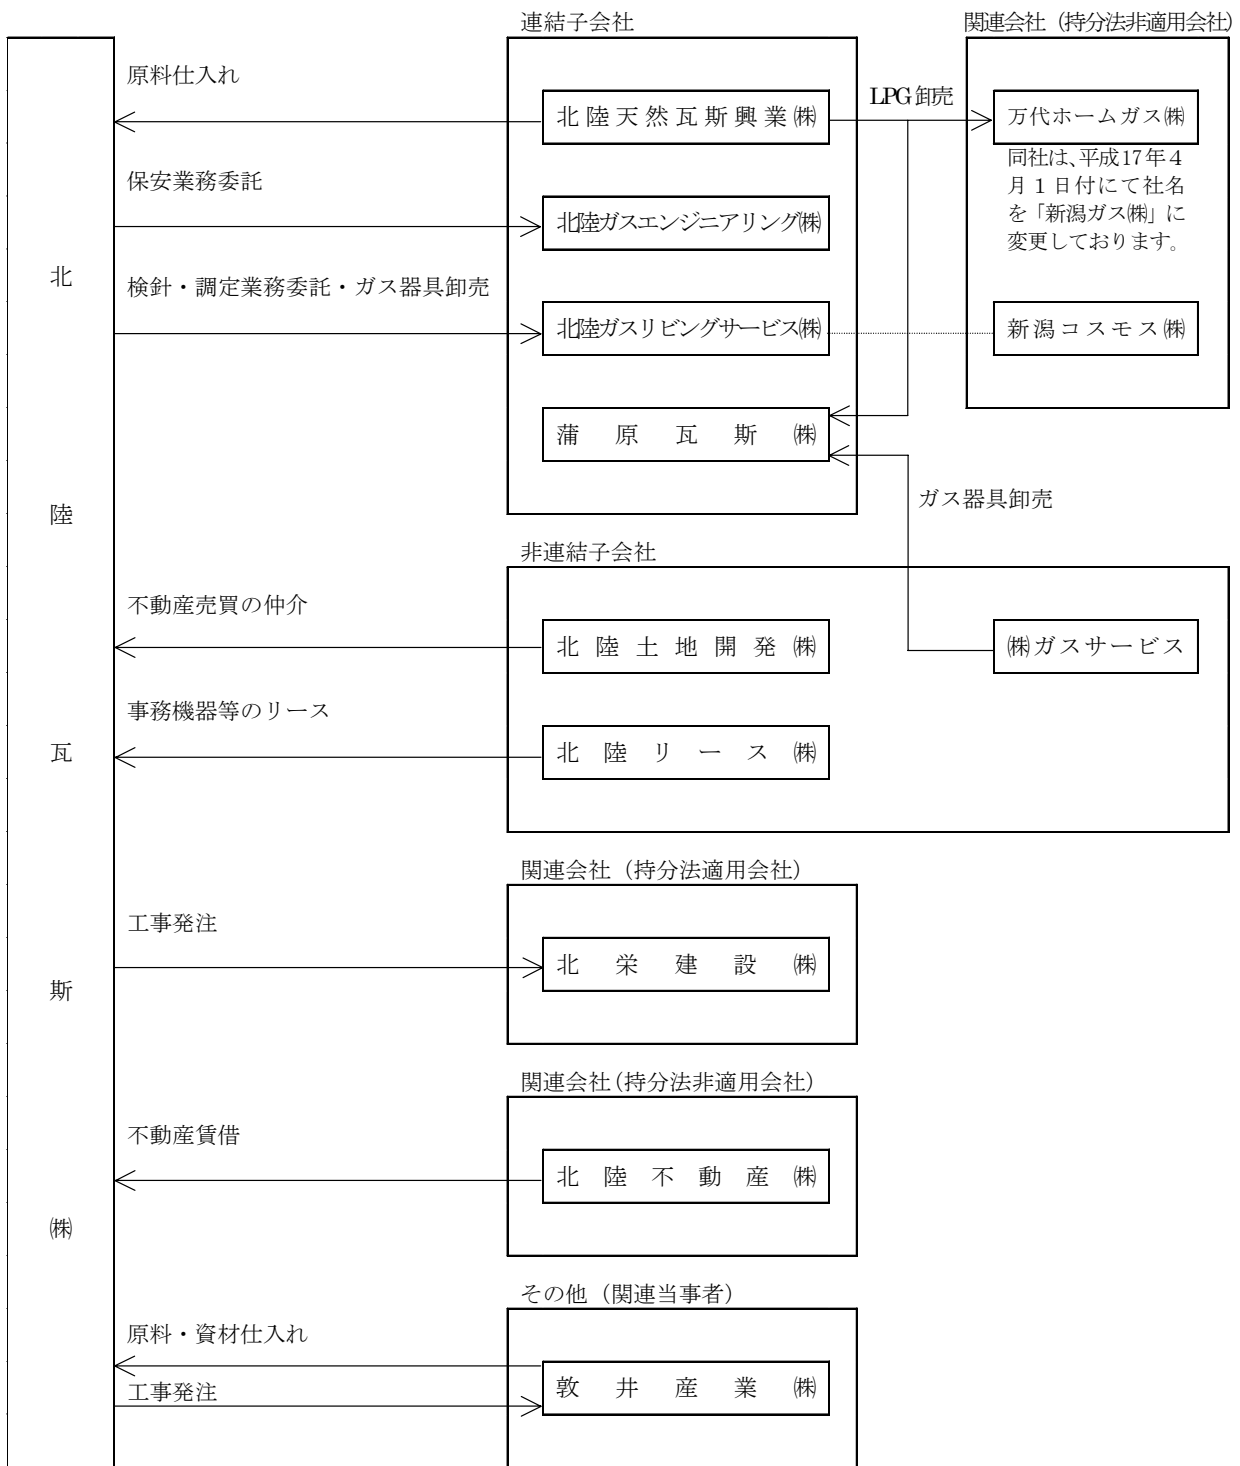 連結子会社
関連会社（持分法非適用会社）
原料仕入れ
北陸天然瓦斯興業㈱
LPG卸売
万代ホームガス㈱
同社は、平成17年４
月１日付にて社名
を「新潟ガス㈱」に
変更しております。
保安業務委託
北陸ガスエンジニアリング㈱
検針・調定業務委託・ガス器具卸売
北陸ガスリビングサービス㈱
新潟コスモス㈱
蒲原瓦斯㈱
ガス器具卸売
北陸瓦斯㈱
非連結子会社
不動産売買の仲介
北陸土地開発㈱
㈱ガスサービス
事務機器等のリース
北陸リース㈱
関連会社（持分法適用会社）
工事発注
北栄建設㈱
関連会社（持分法非適用会社）
不動産賃借
北陸不動産㈱
その他（関連当事者）
原料・資材仕入れ
工事発注
敦井産業㈱